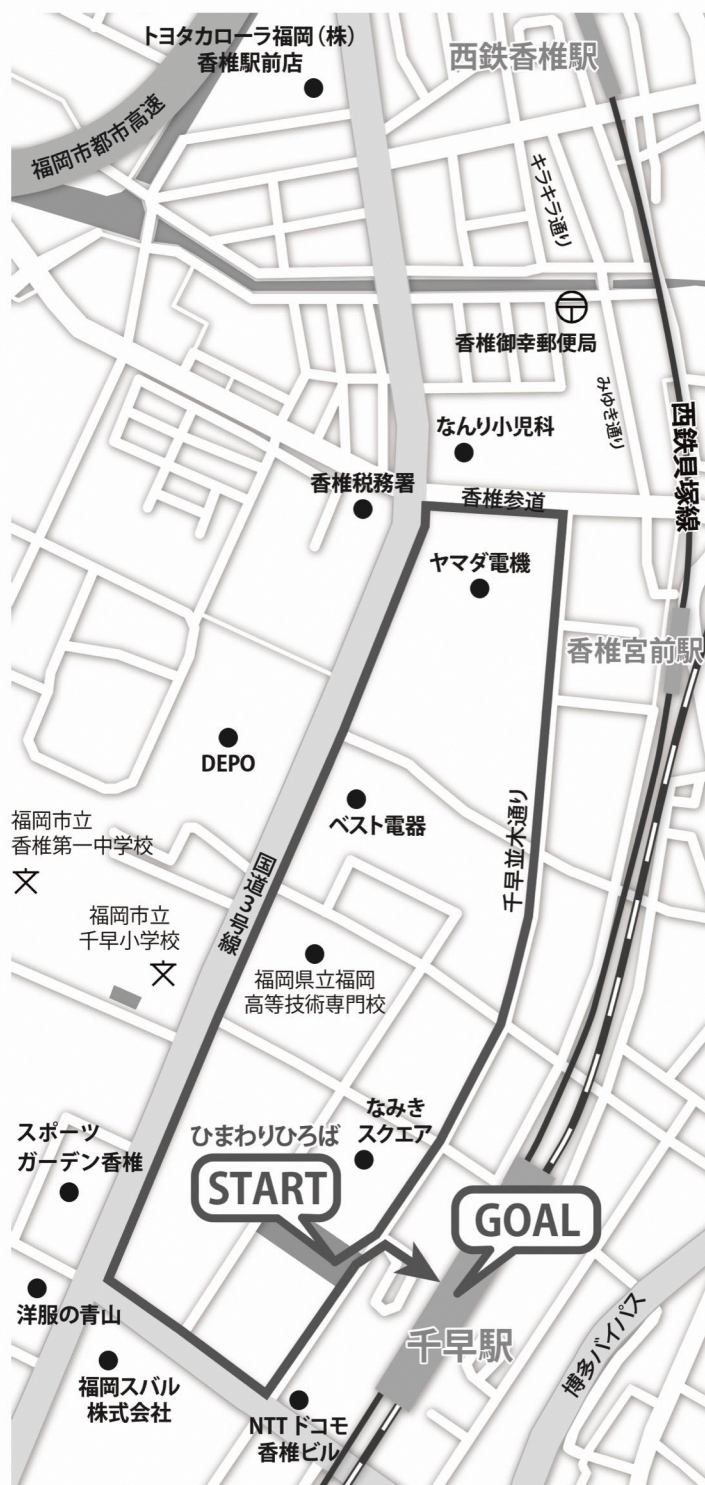 トヨタカローラ福岡（株）
香椎駅前店
西鉄香椎駅
福岡市都市高速
キラキラ通り
香椎御幸郵便局
みゆき通り
西鉄貝塚線
なんり小児科
香椎税務署
香椎参道
ヤマダ電機
香椎宮前駅
DEPO
ベスト電器
千早並木通り
福岡市立
香椎第一中学校
国道3号線
福岡市立
千早小学校
福岡県立福岡
高等技術専門校
なみき
スクエア
ひまわりひろば
スポーツ
ガーデン香椎
START
GOAL
洋服の青山
千早駅
博多バイパス
福岡スバル
株式会社
NTTドコモ
香椎ビル